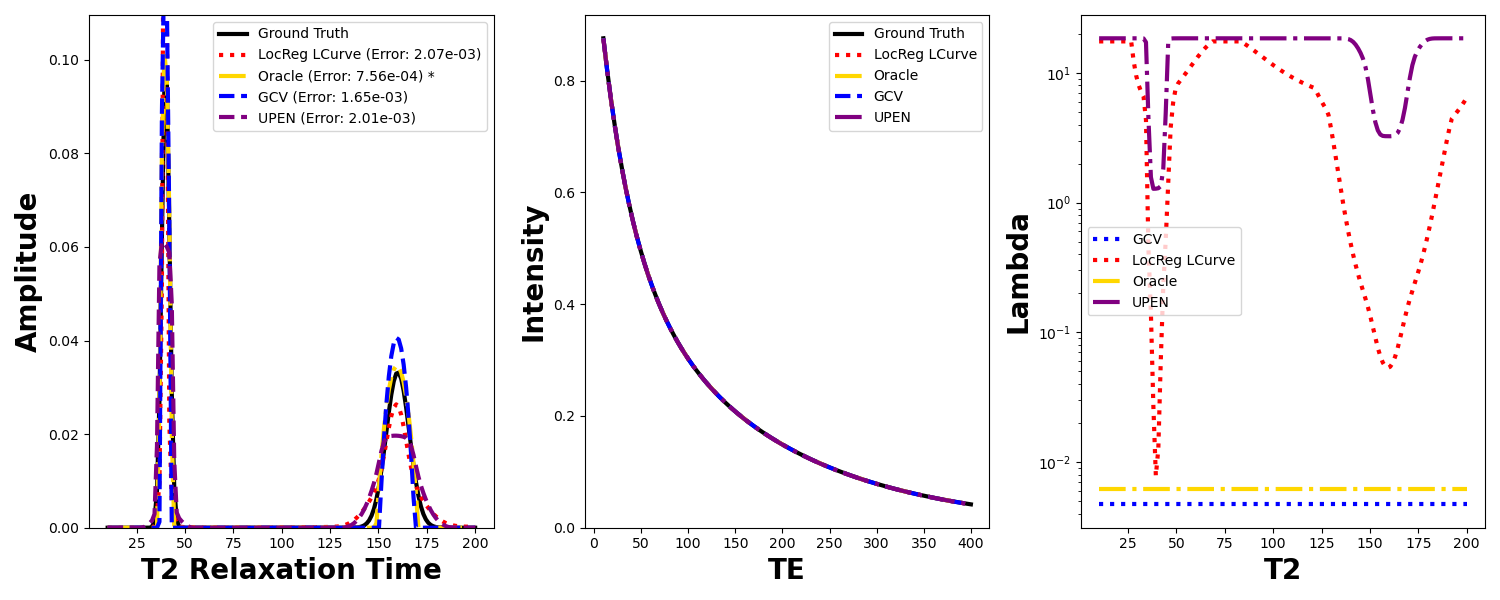 Amplitude
0.10
0.08
0.06
0.04
0.02
0.00
Ground Truth
LocReg LCurve (Error: 2.07e-03)
Oracle (Error: 7.56e-04) *
GCV (Error: 1.65e-03)
UPEN (Error: 2.01e-03)
25 50 75 100 125 150 175 200
T2 Relaxation Time
Intensity
0.8
0.6
0.4
0.2
0.0
Ground Truth
LocReg LCurve
Oracle
GCV
UPEN
0 50 100 150 200 250 300 350 400
TE
Lambda
10¹
10⁰
10⁻¹
10⁻²
GCV
LocReg LCurve
Oracle
UPEN
25 50 75 100 125 150 175 200
T2